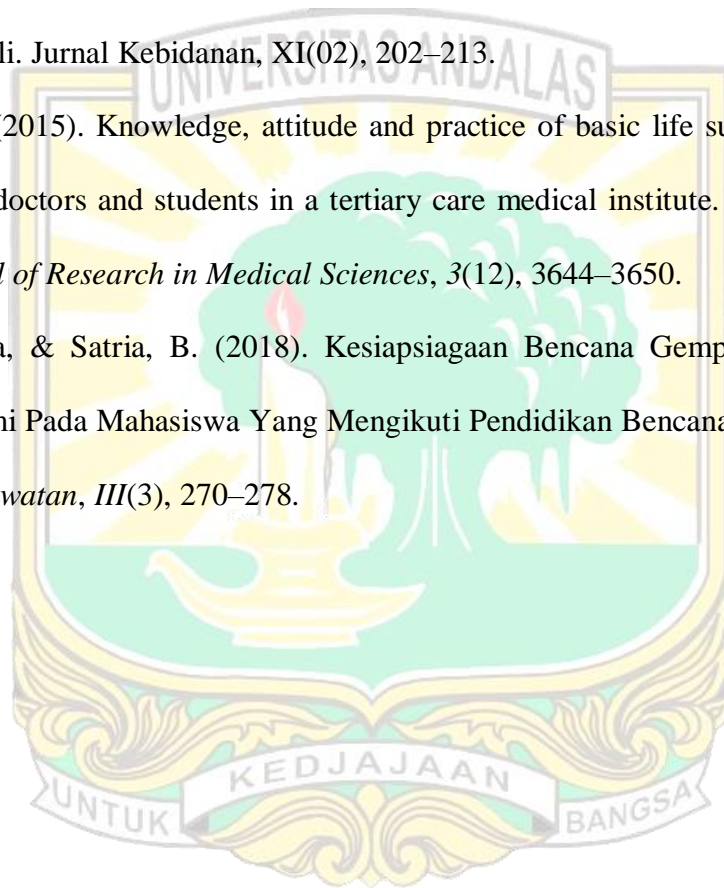 li. Jurnal Kebidanan, XI(02), 202–213.
UNIVERSITAS ANDALAS
(2015). Knowledge, attitude and practice of basic life su
doctors and students in a tertiary care medical institute.
l of Research in Medical Sciences, 3(12), 3644–3650.
a, & Satria, B. (2018). Kesiapsiagaan Bencana Gemp
ni Pada Mahasiswa Yang Mengikuti Pendidikan Bencana
watan, III(3), 270–278.
UNTUK KEDJAJAAN BANGSA